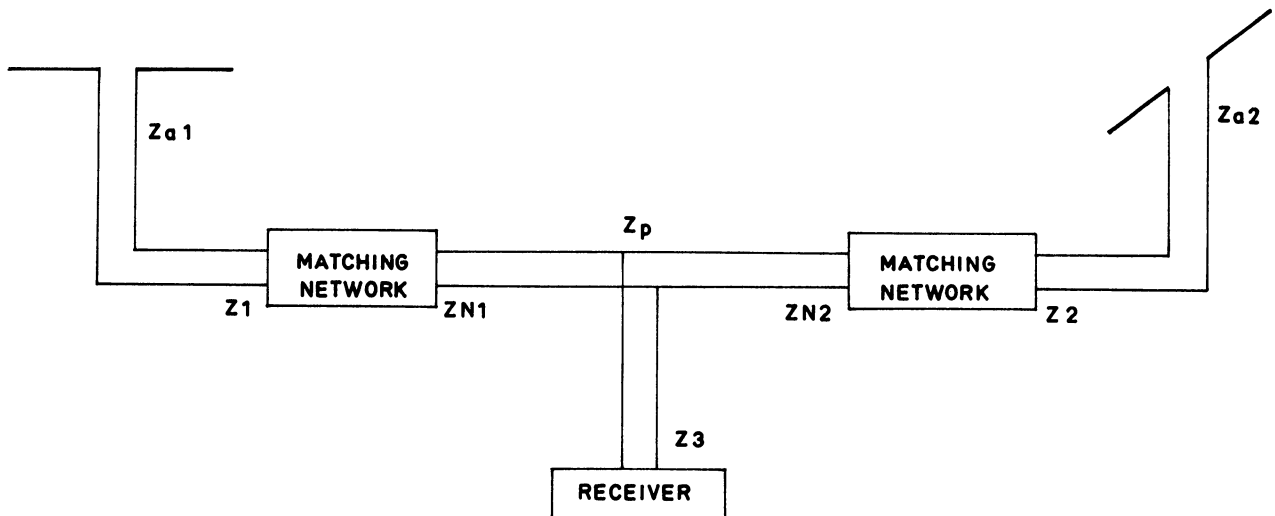 Za1
Za2
Zp
MATCHING
NETWORK
MATCHING
NETWORK
Z1
ZN1
ZN2
Z2
Z3
RECEIVER